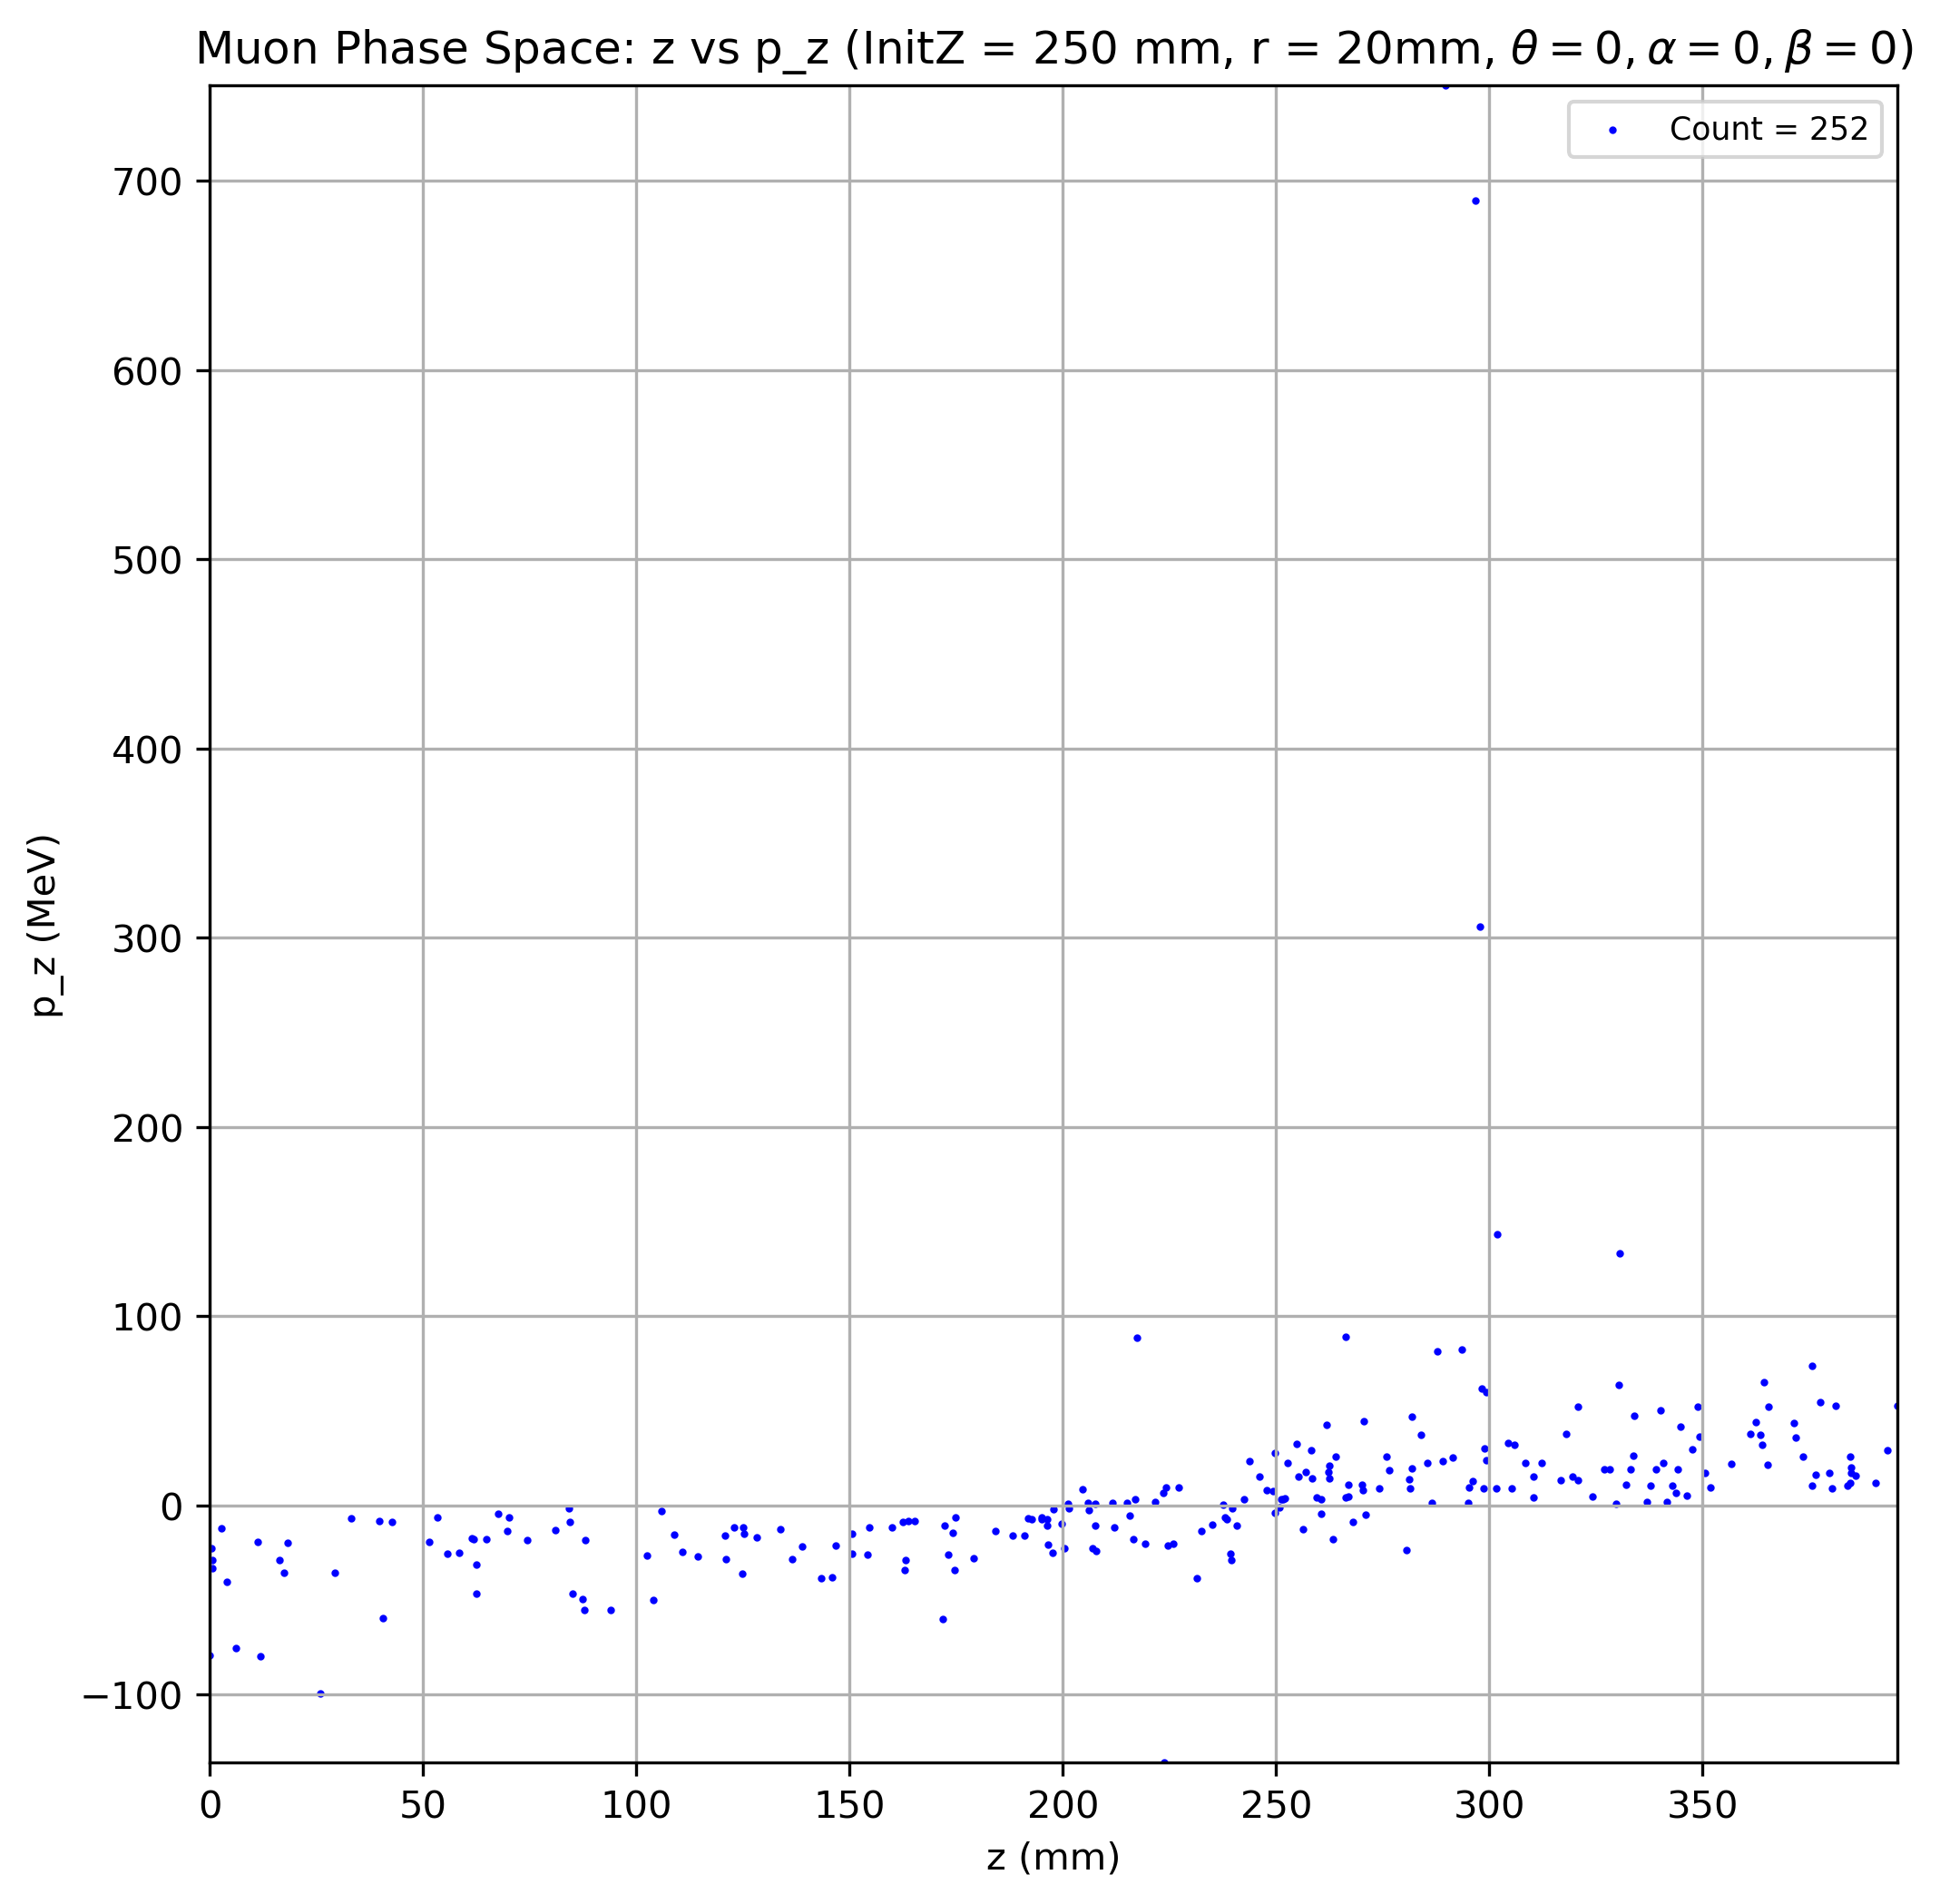 Muon Phase Space: z vs p_z (InitZ = 250 mm, r = 20mm, θ = 0, α = 0, β = 0)
Count = 252
700
600
500
400
300
200
100
0
−100
p_z (MeV)
0 50 100 150 200 250 300 350
z (mm)